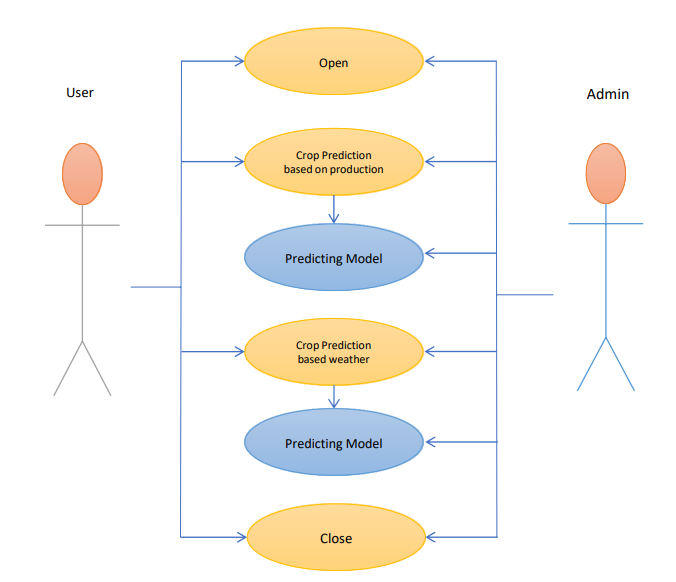 Open
User
Admin
Crop Prediction
based on production
Predicting Model
Crop Prediction
based weather
Predicting Model
Close